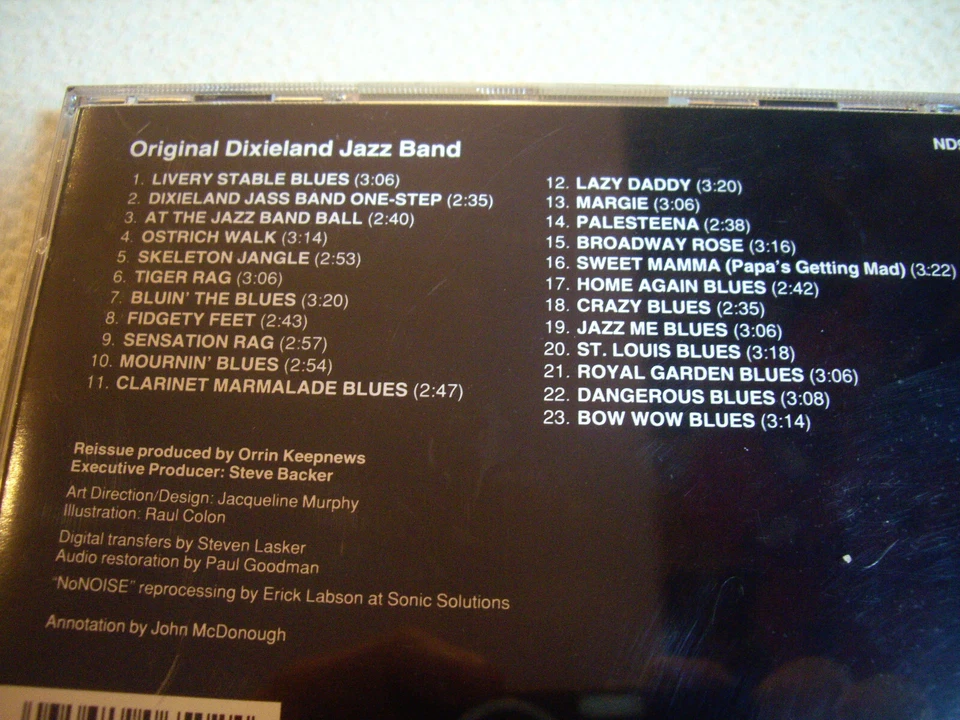 Original Dixieland Jazz Band
1. LIVERY STABLE BLUES (3:06)
2. DIXIELAND JASS BAND ONE-STEP (2:35)
3. AT THE JAZZ BAND BALL (2:40)
4. OSTRICH WALK (3:14)
5. SKELETON JANGLE (2:53)
6. TIGER RAG (3:06)
7. BLUIN' THE BLUES (3:20)
8. FIDGETY FEET (2:43)
9. SENSATION RAG (2:57)
10. MOURNIN' BLUES (2:54)
11. CLARINET MARMALADE BLUES (2:47)
12. LAZY DADDY (3:20)
13. MARGIE (3:06)
14. PALESTEENA (2:38)
15. BROADWAY ROSE (3:16)
16. SWEET MAMMA (Papa's Getting Mad) (3:22)
17. HOME AGAIN BLUES (2:42)
18. CRAZY BLUES (2:35)
19. JAZZ ME BLUES (3:06)
20. ST. LOUIS BLUES (3:18)
21. ROYAL GARDEN BLUES (3:06)
22. DANGEROUS BLUES (3:08)
23. BOW WOW BLUES (3:14)
Reissue produced by Orrin Keepnews
Executive Producer: Steve Backer
Art Direction/Design: Jacqueline Murphy
Illustration: Raul Colon
Digital transfers by Steven Lasker
Audio restoration by Paul Goodman
"NoNOISE" reprocessing by Erick Labson at Sonic Solutions
Annotation by John McDonough